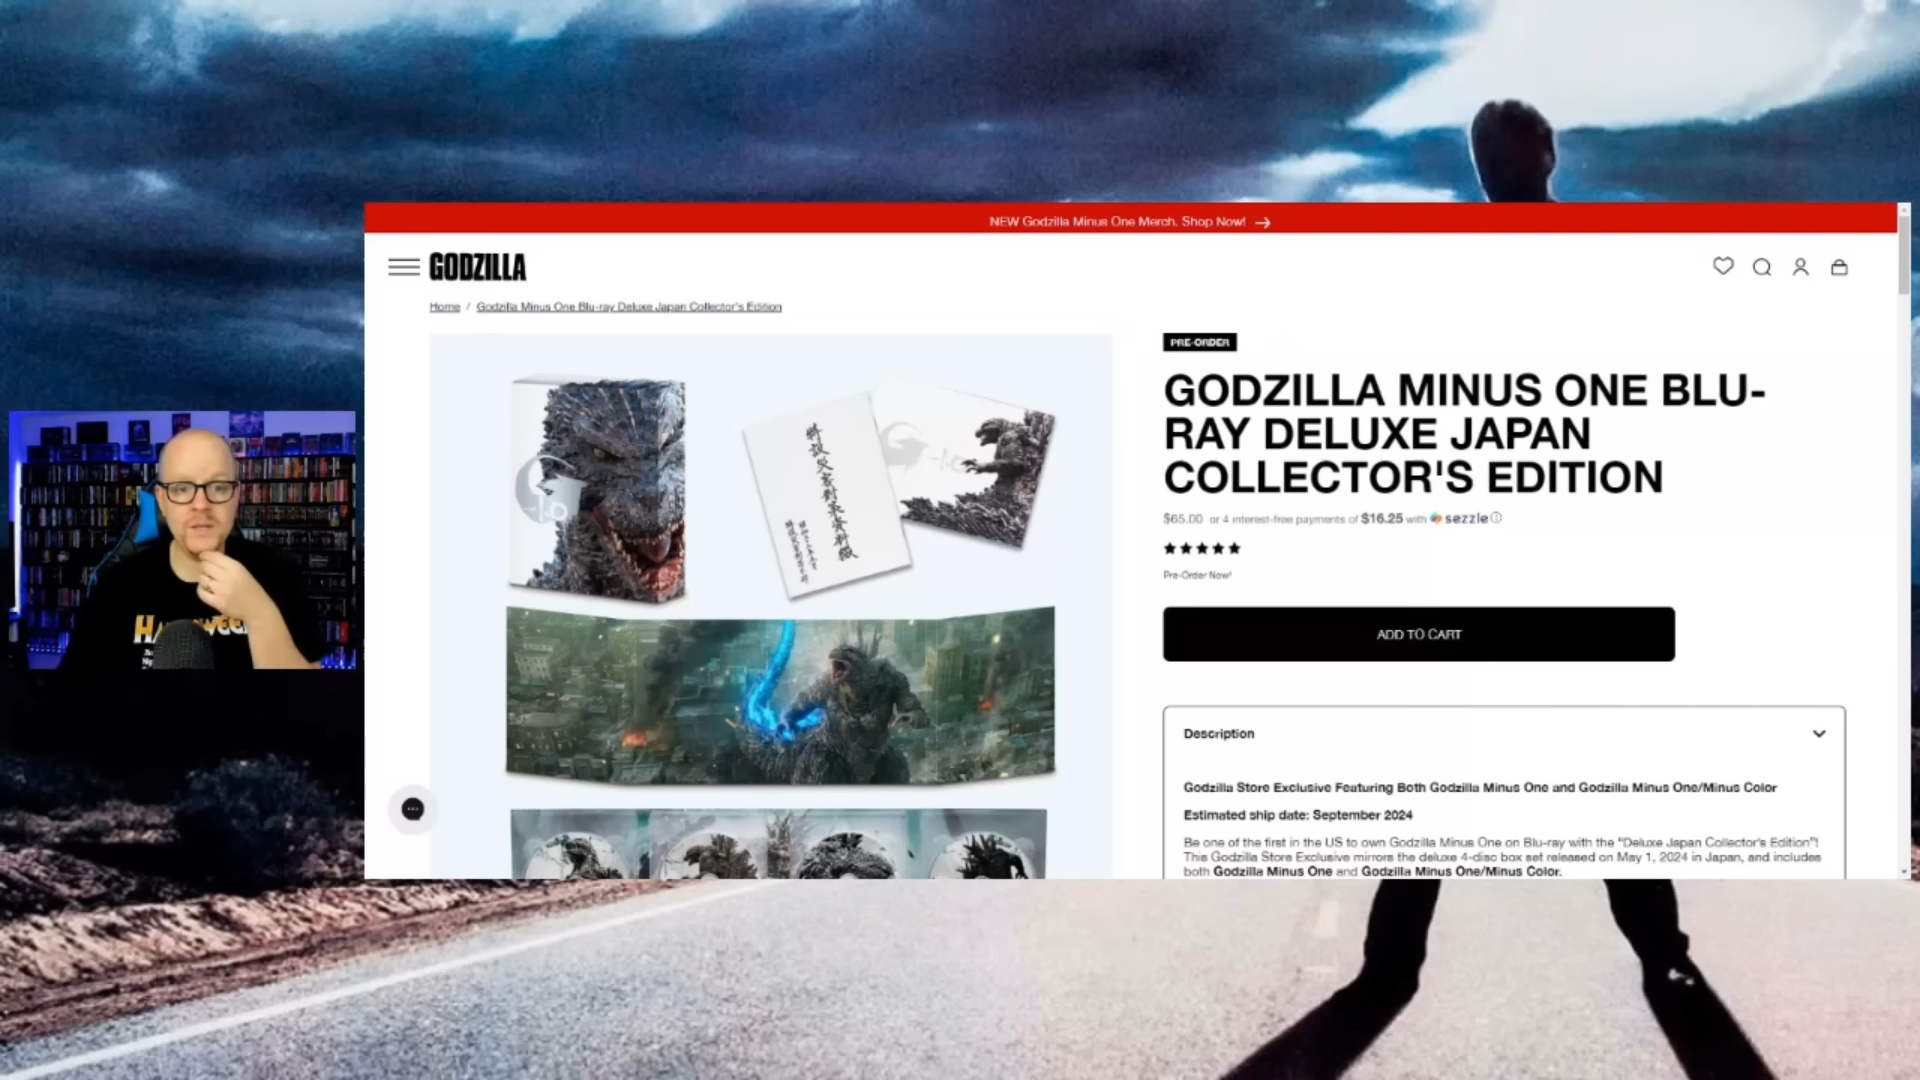 NEW Godzilla Minus One Merch. Shop Now! →
GODZILLA
Home / Godzilla Minus One Blu-ray Deluxe Japan Collector's Edition
PRE-ORDER
GODZILLA MINUS ONE BLU-
RAY DELUXE JAPAN
COLLECTOR'S EDITION
$65.00 or 4 interest-free payments of $16.25 with sezzle
Pre-Order Now!
ADD TO CART
Description
Godzilla Store Exclusive Featuring Both Godzilla Minus One and Godzilla Minus One/Minus Color
Estimated ship date: September 2024
Be one of the first in the US to own Godzilla Minus One on Blu-ray with the "Deluxe Japan Collector's Edition"!
This Godzilla Store Exclusive mirrors the deluxe 4-disc box set released on May 1, 2024 in Japan, and includes
both Godzilla Minus One and Godzilla Minus One/Minus Color.
-1.0